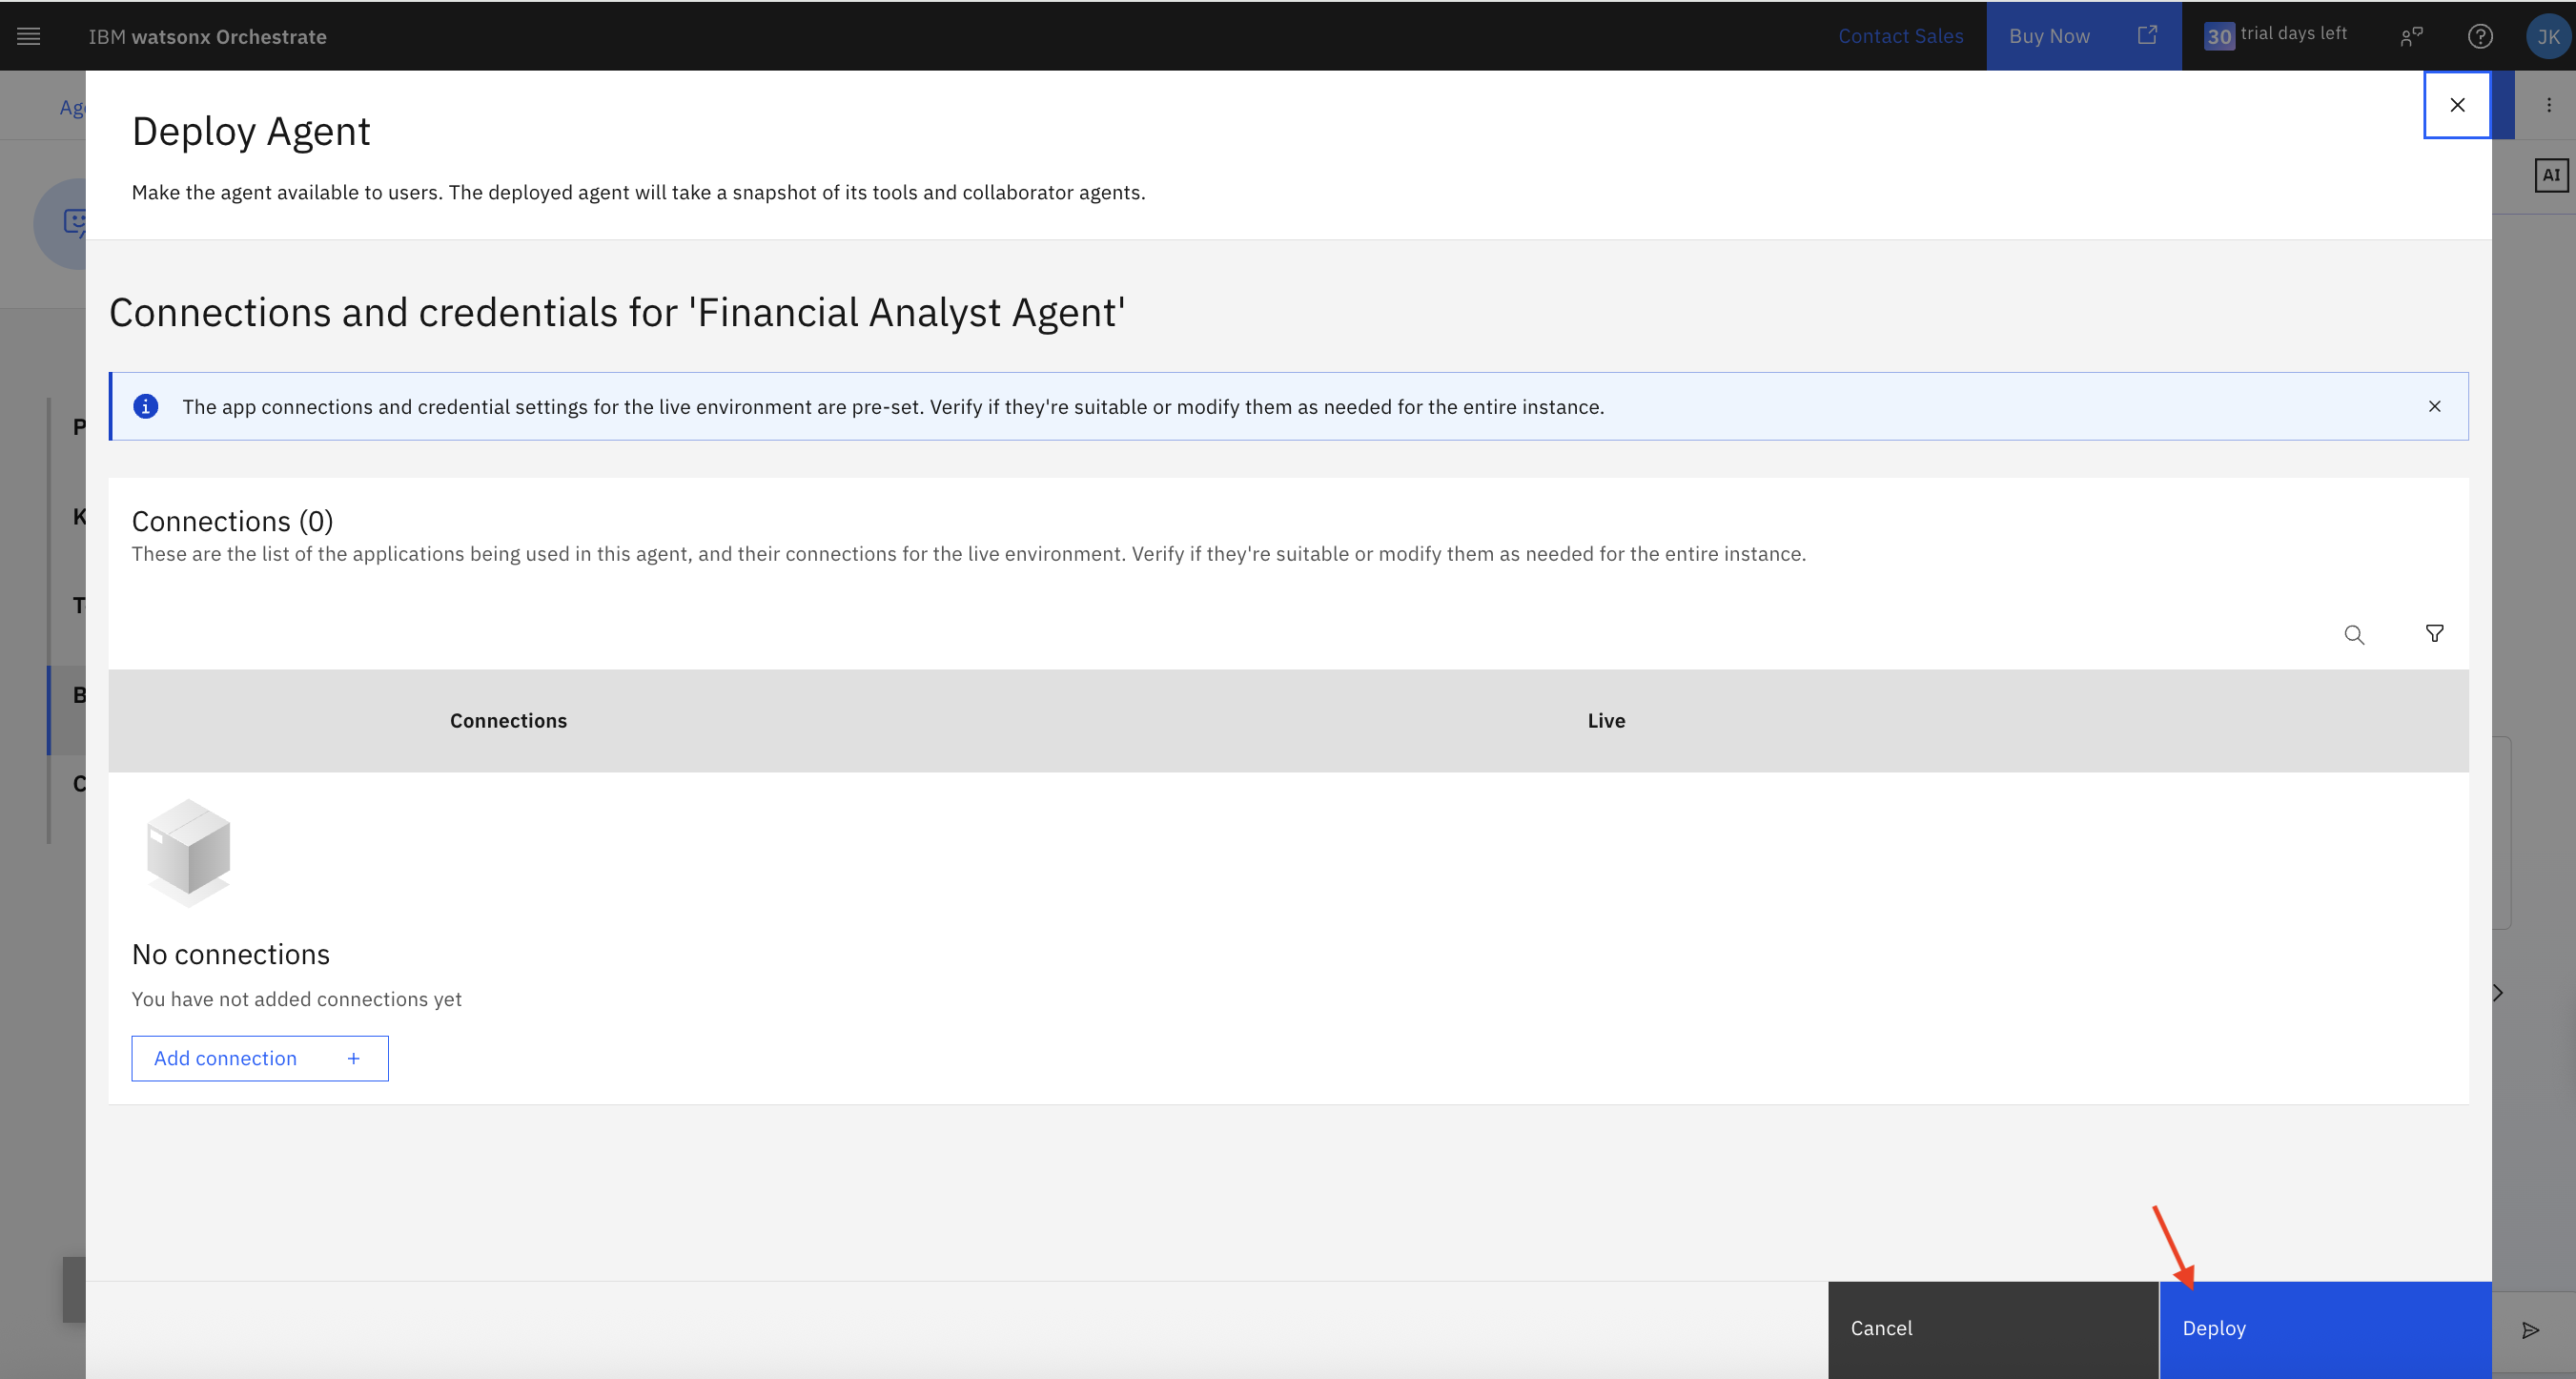 IBM watsonx Orchestrate
Contact Sales
Buy Now
30 trial days left
JK
Deploy Agent
Make the agent available to users. The deployed agent will take a snapshot of its tools and collaborator agents.
AI
Connections and credentials for 'Financial Analyst Agent'
The app connections and credential settings for the live environment are pre-set. Verify if they're suitable or modify them as needed for the entire instance.
Connections (0)
These are the list of the applications being used in this agent, and their connections for the live environment. Verify if they're suitable or modify them as needed for the entire instance.
Connections Live
No connections
You have not added connections yet
Add connection +
Cancel
Deploy